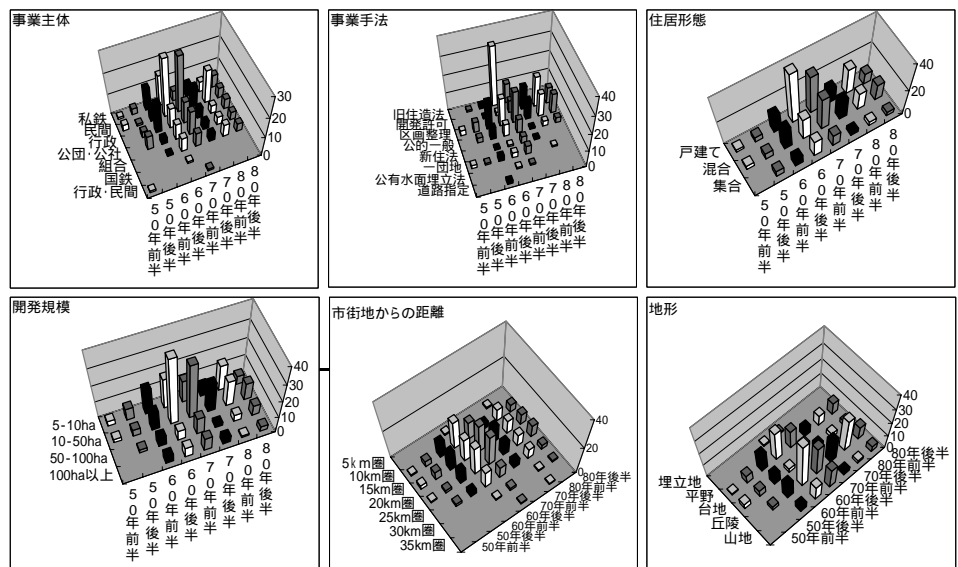 事業主体
30
20
10
0
私鉄
民間
行政
公団・公社
組合
国鉄
行政・民間
50年前半
50年後半
60年前半
60年後半
70年前半
70年後半
80年前半
80年後半
事業手法
40
30
20
10
0
旧住造法
開発許可
区画整理
公的一般
新住法
一団地
公有水面埋立法
道路指定
50年前半
50年後半
60年前半
60年後半
70年前半
70年後半
80年前半
80年後半
住居形態
40
20
0
戸建て
混合
集合
50年前半
50年後半
60年前半
60年後半
70年前半
70年後半
80年前半
80年後半
開発規模
40
30
20
10
0
5-10ha
10-50ha
50-100ha
100ha以上
50年前半
50年後半
60年前半
60年後半
70年前半
70年後半
80年前半
80年後半
市街地からの距離
40
20
0
5km圏
10km圏
15km圏
20km圏
25km圏
30km圏
35km圏
80年後半
80年前半
70年後半
70年前半
60年後半
60年前半
50年後半
50年前半
地形
40
30
20
10
0
埋立地
平野
台地
丘陵
山地
80年後半
80年前半
70年後半
70年前半
60年後半
60年前半
50年後半
50年前半